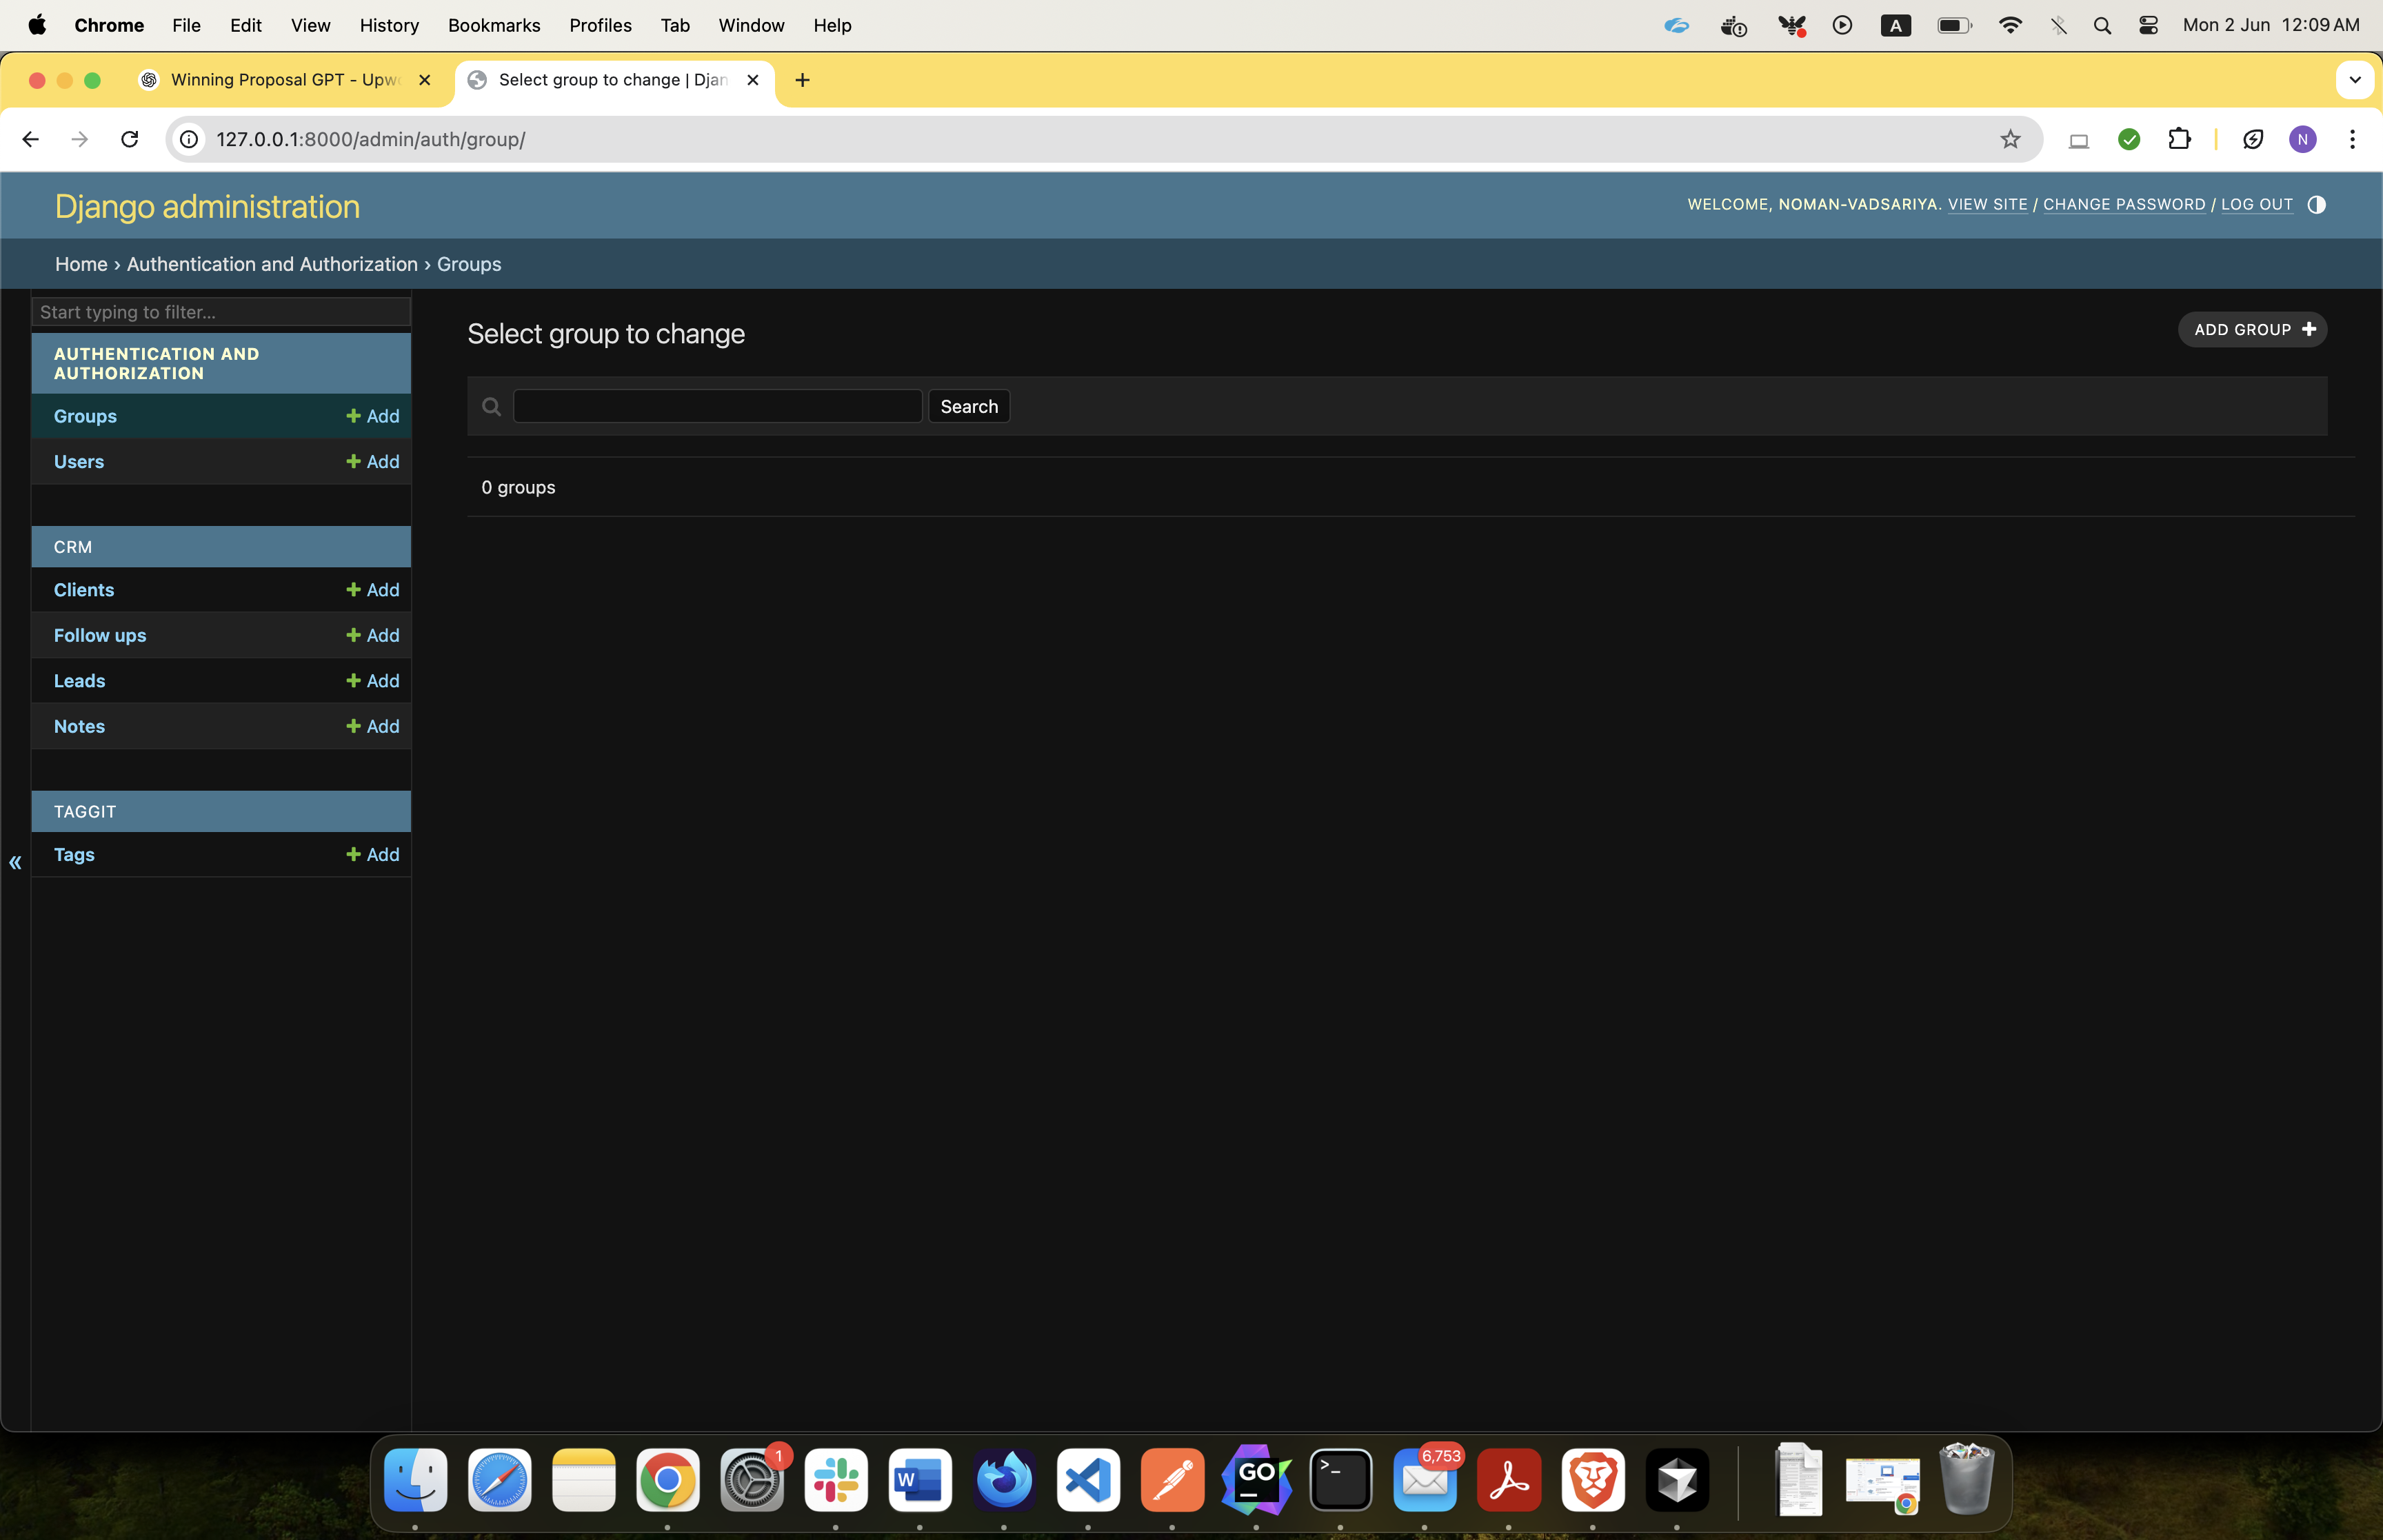 Chrome File Edit View History Bookmarks Profiles Tab Window Help A Mon 2 Jun 12:09 AM
Winning Proposal GPT - Upwo Select group to change | Djan
127.0.0.1:8000/admin/auth/group/ N
Django administration
WELCOME, NOMAN-VADSARIYA. VIEW SITE / CHANGE PASSWORD / LOG OUT
Home › Authentication and Authorization › Groups
Start typing to filter...
AUTHENTICATION AND
AUTHORIZATION
Groups + Add
Users + Add
CRM
Clients + Add
Follow ups + Add
Leads + Add
Notes + Add
TAGGIT
Tags + Add
«
Select group to change
ADD GROUP +
Search
0 groups
1
W
GO
>_
6,753